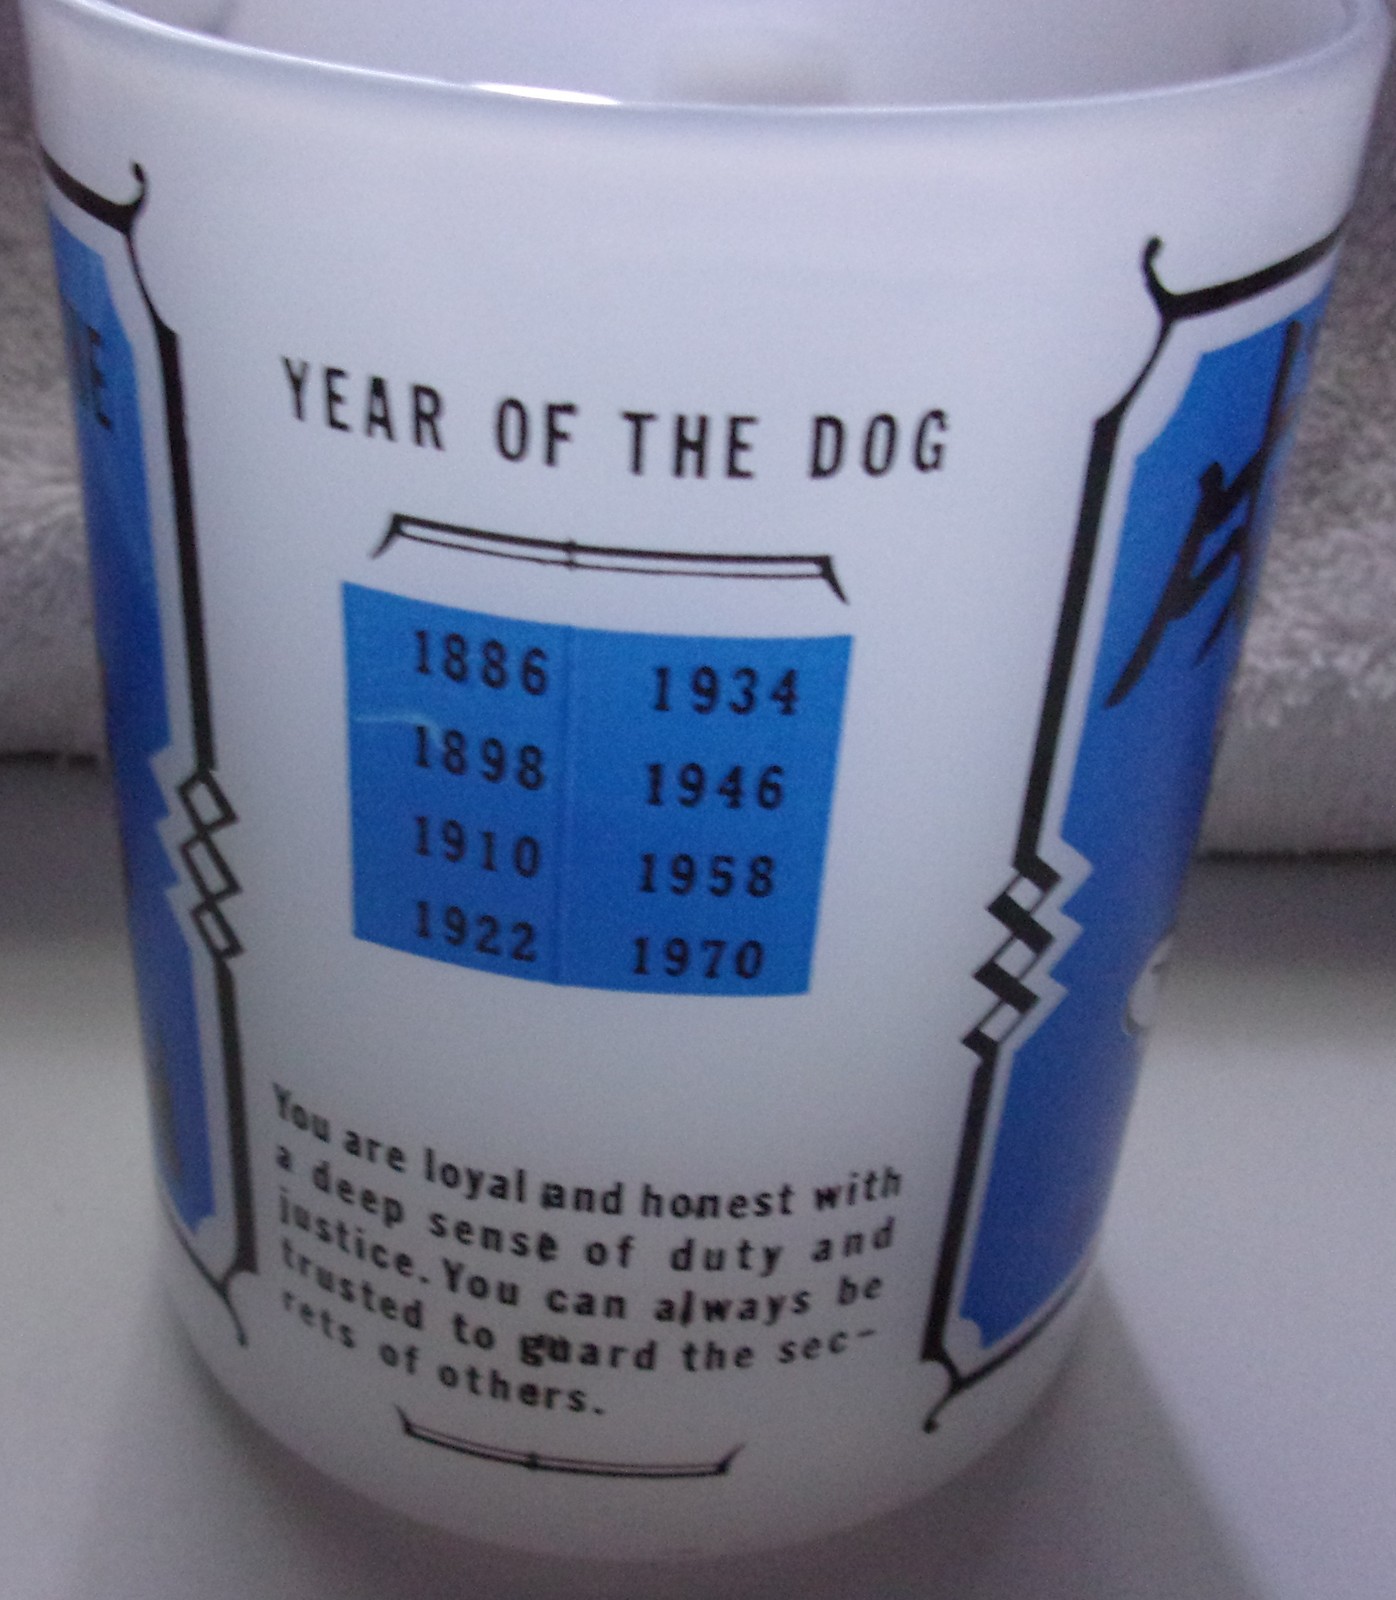 YEAR OF THE DOG
1886 1934
1898 1946
1910 1958
1922 1970
You are loyal and honest with
a deep sense of duty and
justice. You can always be
trusted to guard the sec-
rets of others.